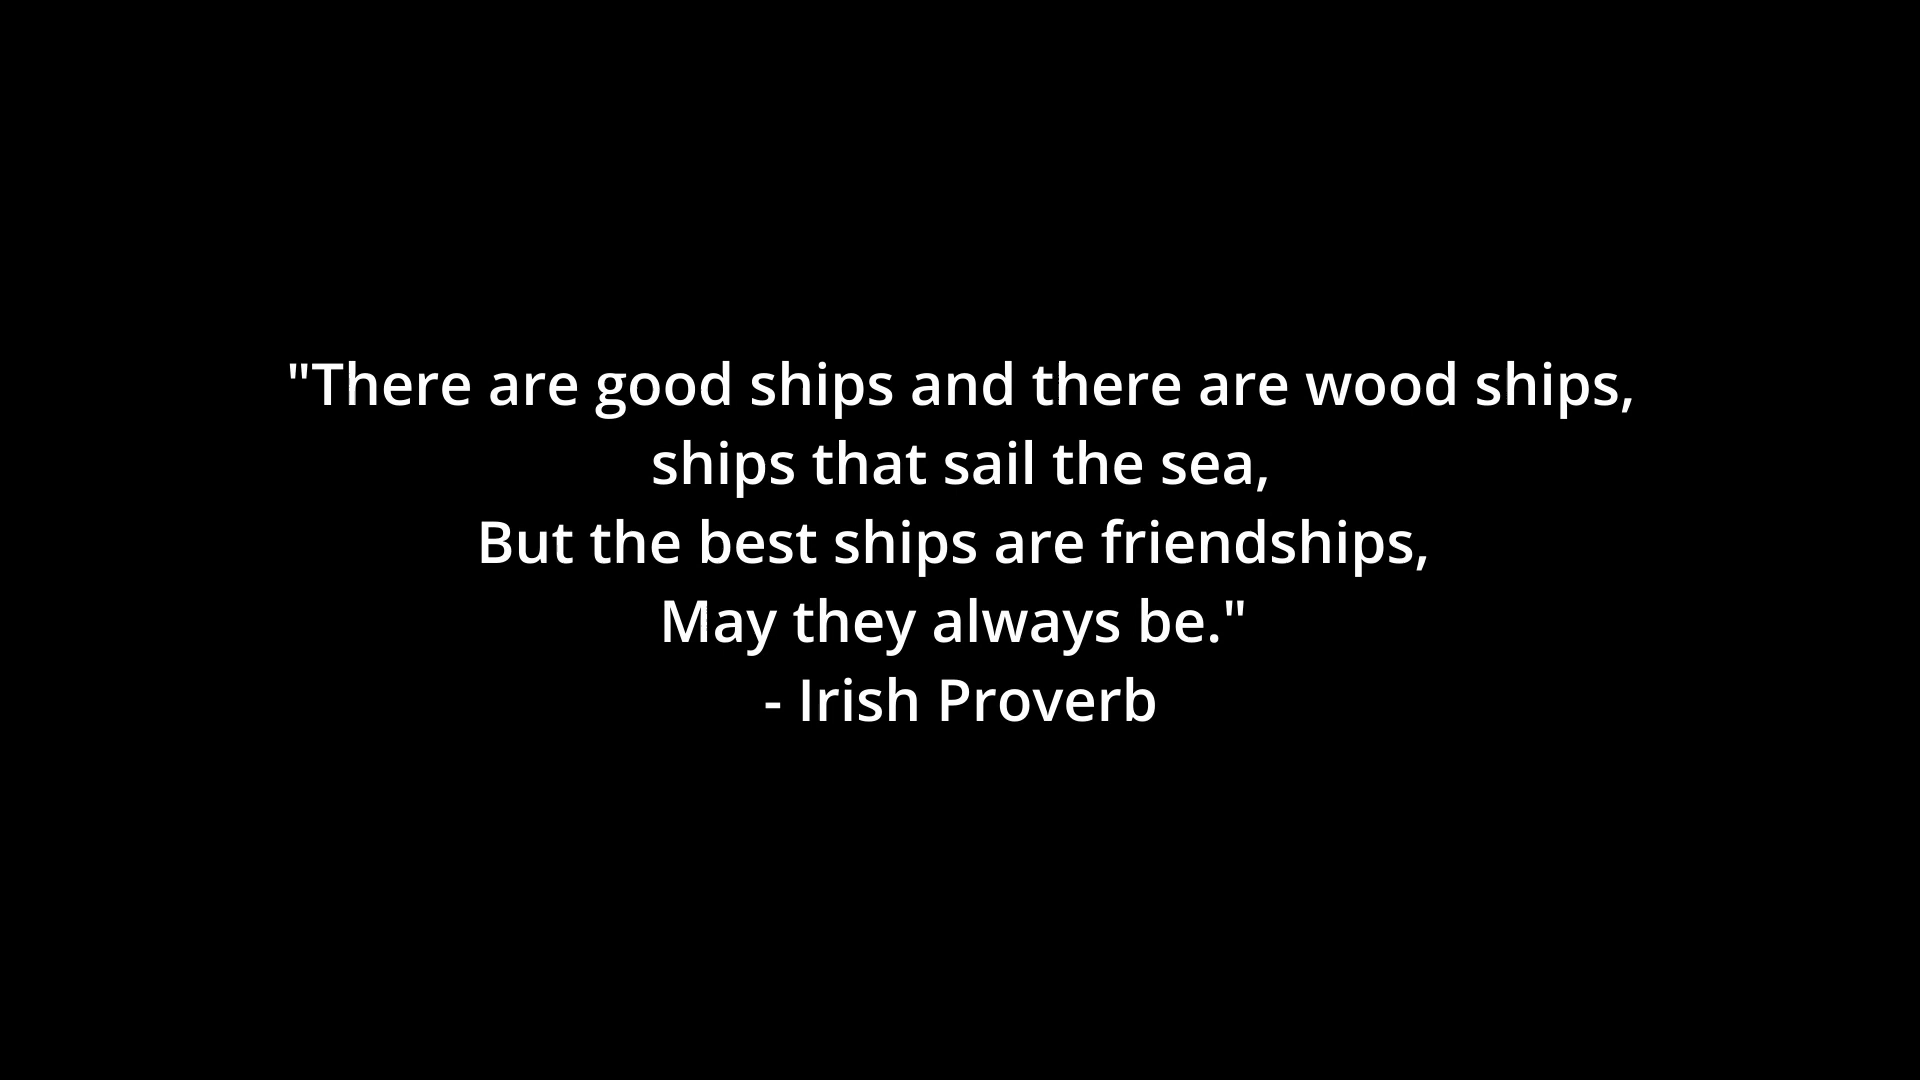 "There are good ships and there are wood ships,
ships that sail the sea,
But the best ships are friendships,
May they always be."
- Irish Proverb